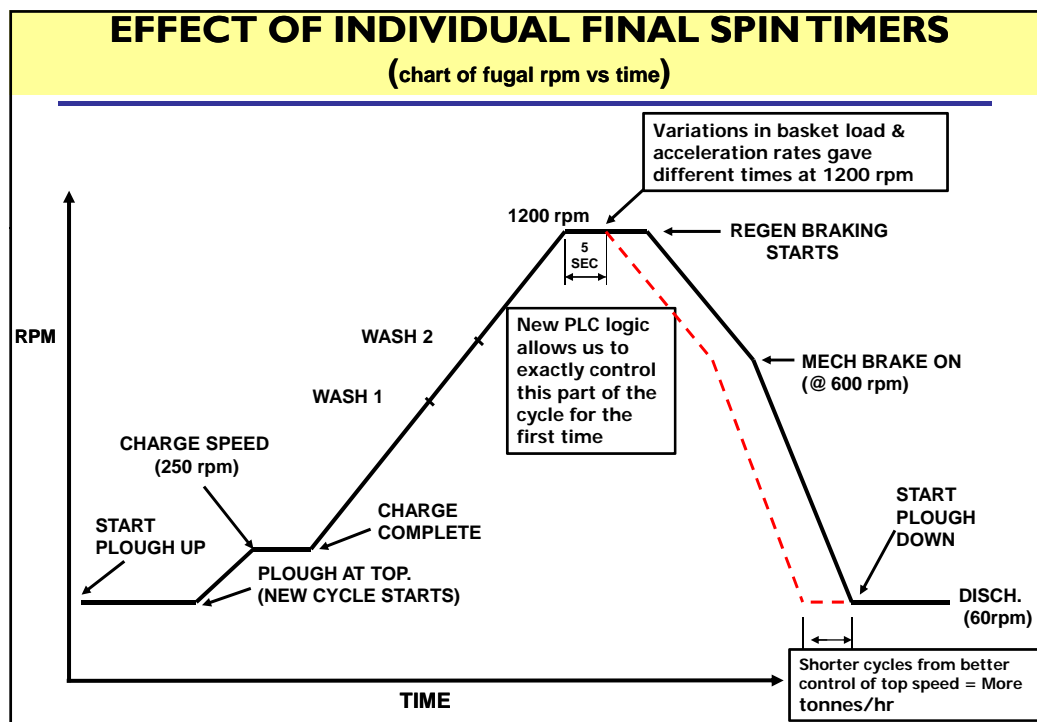 EFFECT OF INDIVIDUAL FINAL SPIN TIMERS
(chart of fugal rpm vs time)
Variations in basket load &
acceleration rates gave
different times at 1200 rpm
1200 rpm
REGEN BRAKING
STARTS
5
SEC
RPM
WASH 2
New PLC logic
allows us to
exactly control
this part of the
cycle for the
first time
MECH BRAKE ON
(@ 600 rpm)
WASH 1
CHARGE SPEED
(250 rpm)
START
PLOUGH UP
CHARGE
COMPLETE
START
PLOUGH
DOWN
PLOUGH AT TOP.
(NEW CYCLE STARTS)
DISCH.
(60rpm)
Shorter cycles from better
control of top speed = More
tonnes/hr
TIME